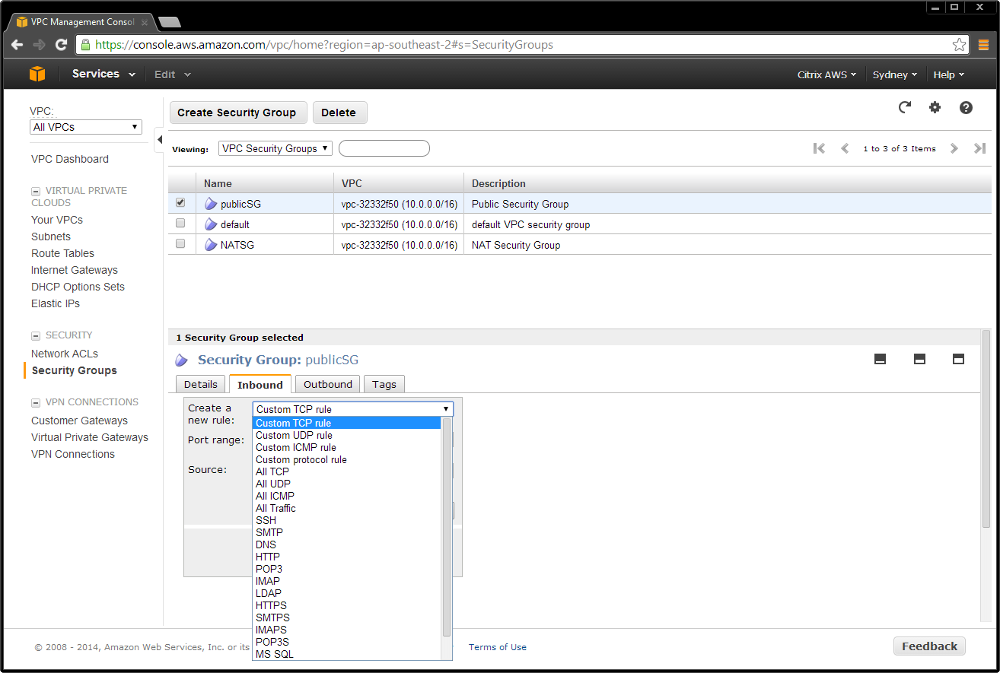 VPC Management Consol
https://console.aws.amazon.com/vpc/home?region=ap-southeast-2#s=SecurityGroups
Services Edit Citrix AWS Sydney Help
VPC:
All VPCs
VPC Dashboard
VIRTUAL PRIVATE
CLOUDS
Your VPCs
Subnets
Route Tables
Internet Gateways
DHCP Options Sets
Elastic IPs
SECURITY
Network ACLs
Security Groups
VPN CONNECTIONS
Customer Gateways
Virtual Private Gateways
VPN Connections
Create Security Group Delete
Viewing: VPC Security Groups 1 to 3 of 3 Items
Name VPC Description
publicSG vpc-32332f50 (10.0.0.0/16) Public Security Group
default vpc-32332f50 (10.0.0.0/16) default VPC security group
NATSG vpc-32332f50 (10.0.0.0/16) NAT Security Group
1 Security Group selected
Security Group: publicSG
Details Inbound Outbound Tags
Create a
new rule:
Port range:
Source:
Custom TCP rule
Custom TCP rule
Custom UDP rule
Custom ICMP rule
Custom protocol rule
All TCP
All UDP
All ICMP
All Traffic
SSH
SMTP
DNS
HTTP
POP3
IMAP
LDAP
HTTPS
SMTPS
IMAPS
POP3S
MS SQL
© 2008 - 2014, Amazon Web Services, Inc. or its Terms of Use
Feedback